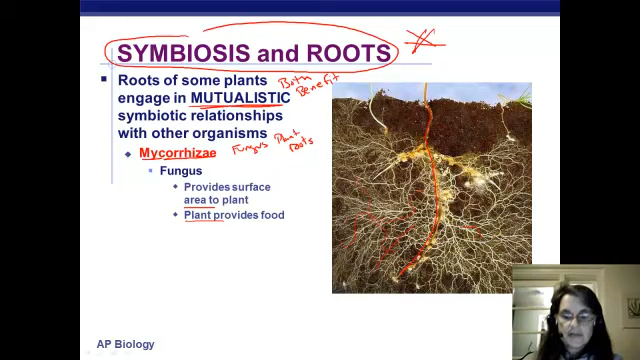 SYMBIOSIS and ROOTS
Roots of some plants
engage in MUTUALISTIC
symbiotic relationships
with other organisms
Both
Benefit
Mycorrhizae
Fungus Plant
roots
Fungus
Provides surface
area to plant
Plant provides food
AP Biology